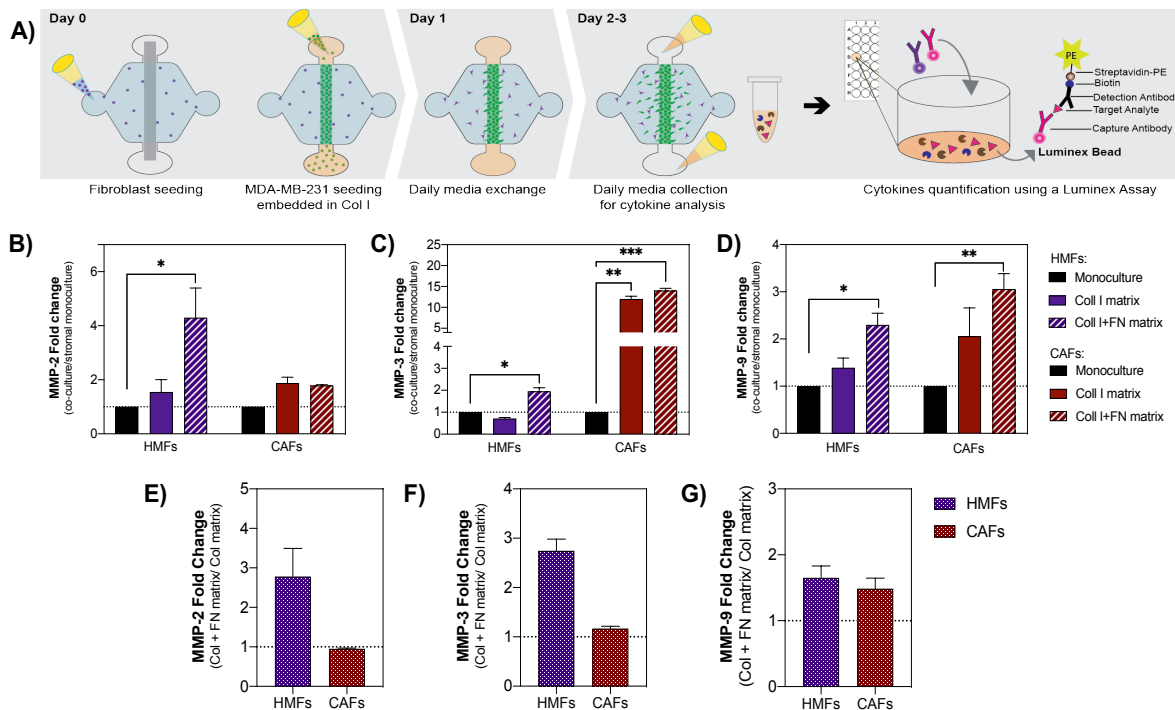 A)
Day 0
Day 1
Day 2-3
PE
Streptavidin-PE
Biotin
Detection Antibod
Target Analyte
Capture Antibody
Luminex Bead
Fibroblast seeding
MDA-MB-231 seeding
embedded in Col I
Daily media exchange
Daily media collection
for cytokine analysis
Cytokines quantification using a Luminex Assay
B)
MMP-2 Fold change
(co-culture/stromal monoculture)
6
4
2
0
*
HMFs
CAFs
C)
MMP-3 Fold change
(co-culture/stromal monoculture)
25
20
15
10
5
2
1
0
*
**
***
HMFs
CAFs
D)
MMP-9 Fold change
(co-culture/stromal monoculture)
4
3
2
1
0
*
**
HMFs
CAFs
HMFs:
Monoculture
Coll I matrix
Coll I+FN matrix
CAFs:
Monoculture
Coll I matrix
Coll I+FN matrix
E)
MMP-2 Fold Change
(Col + FN matrix/ Col matrix)
5
4
3
2
1
0
HMFs
CAFs
F)
MMP-3 Fold Change
(Col + FN matrix/ Col matrix)
4
3
2
1
0
HMFs
CAFs
G)
MMP-9 Fold Change
(Col + FN matrix/ Col matrix)
3
2
1
0
HMFs
CAFs
HMFs
CAFs